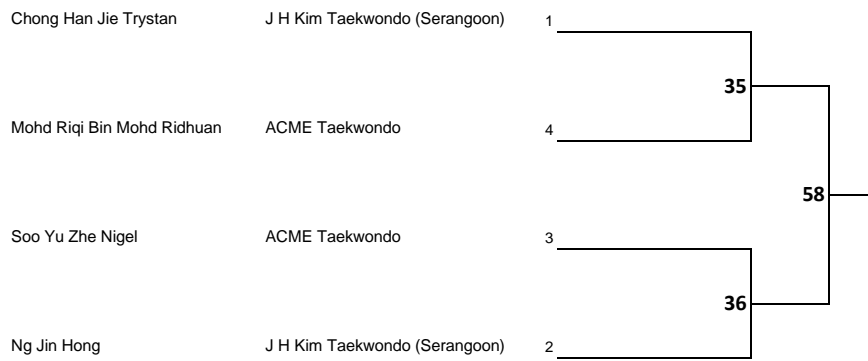 Chong Han Jie Trystan J H Kim Taekwondo (Serangoon) 1
35
Mohd Riqi Bin Mohd Ridhuan ACME Taekwondo 4
58
Soo Yu Zhe Nigel ACME Taekwondo 3
36
Ng Jin Hong J H Kim Taekwondo (Serangoon) 2